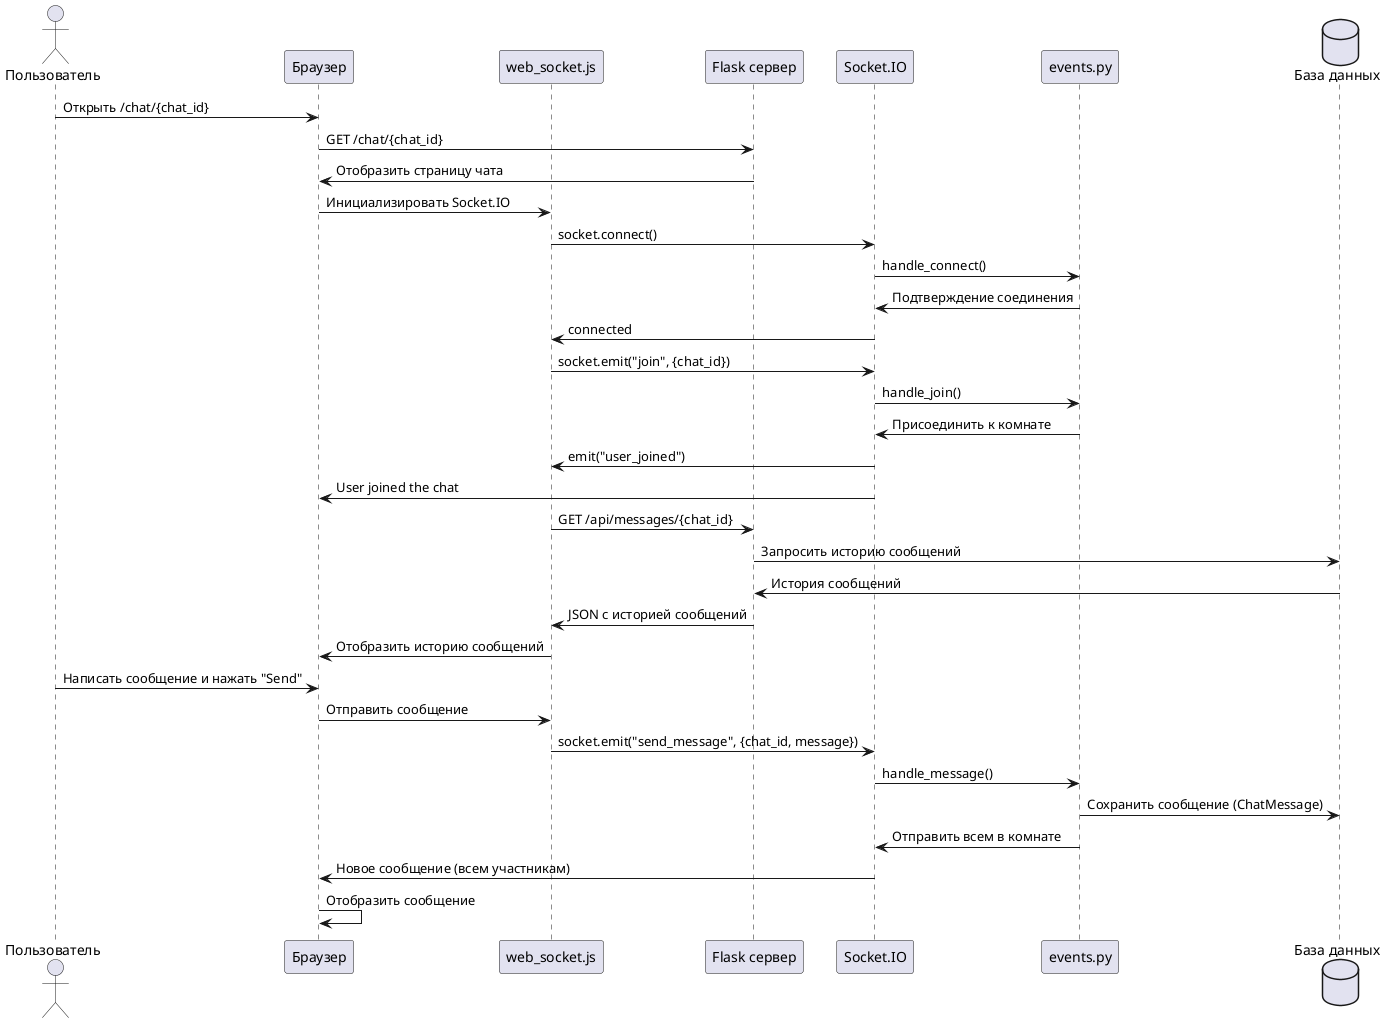 Пользователь
Браузер
web_socket.js
Flask сервер
Socket.IO
events.py
База данных
Открыть /chat/{chat_id}
GET /chat/{chat_id}
Отобразить страницу чата
Инициализировать Socket.IO
socket.connect()
handle_connect()
Подтверждение соединения
connected
socket.emit("join", {chat_id})
handle_join()
Присоединить к комнате
emit("user_joined")
User joined the chat
GET /api/messages/{chat_id}
Запросить историю сообщений
История сообщений
JSON с историей сообщений
Отобразить историю сообщений
Написать сообщение и нажать "Send"
Отправить сообщение
socket.emit("send_message", {chat_id, message})
handle_message()
Сохранить сообщение (ChatMessage)
Отправить всем в комнате
Новое сообщение (всем участникам)
Отобразить сообщение
Пользователь
Браузер
web_socket.js
Flask сервер
Socket.IO
events.py
База данных